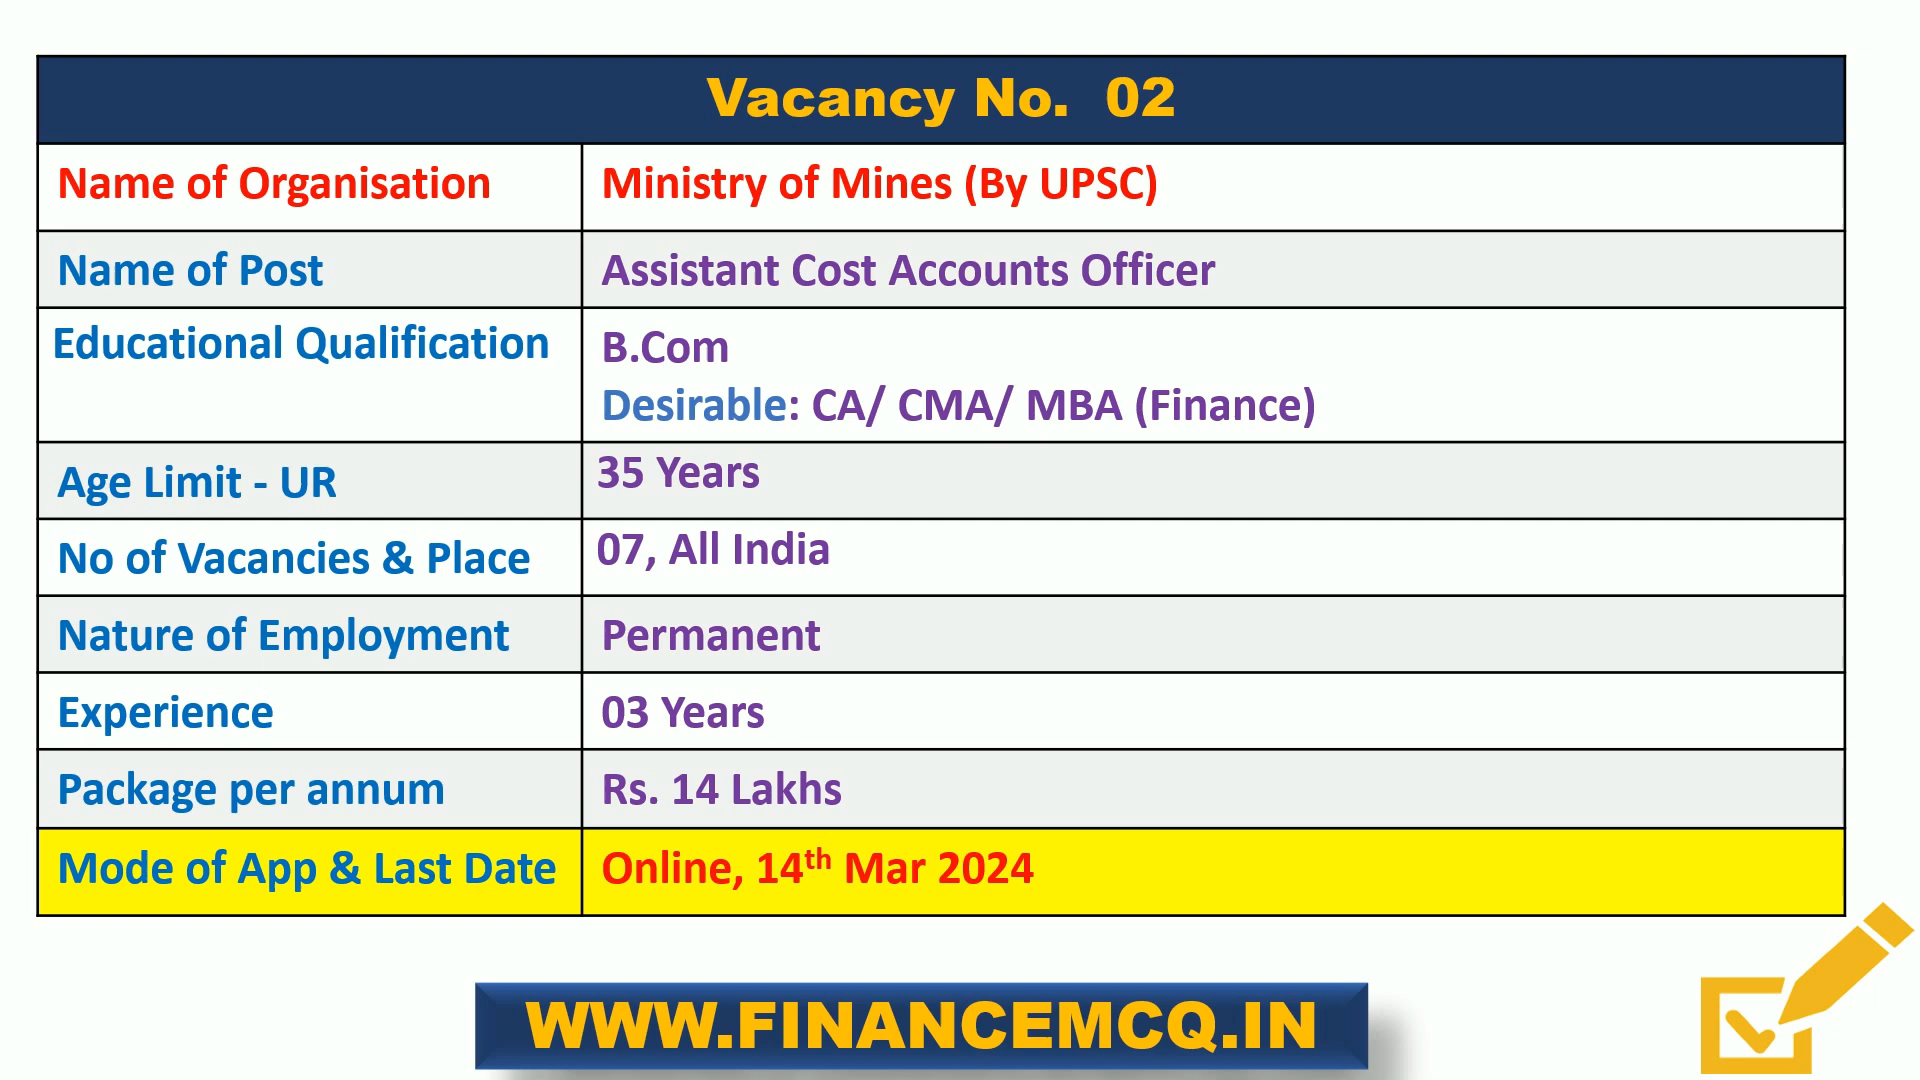 Vacancy No. 02
Name of Organisation Ministry of Mines (By UPSC)
Name of Post Assistant Cost Accounts Officer
Educational Qualification B.Com
Desirable: CA/ CMA/ MBA (Finance)
Age Limit - UR 35 Years
No of Vacancies & Place 07, All India
Nature of Employment Permanent
Experience 03 Years
Package per annum Rs. 14 Lakhs
Mode of App & Last Date Online, 14th Mar 2024
WWW.FINANCEMCQ.IN